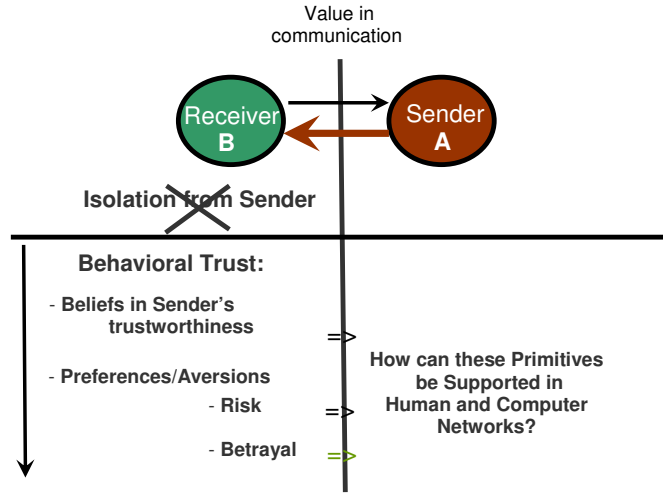 Value in
communication
Receiver
B
Sender
A
Isolation from Sender
Behavioral Trust:
- Beliefs in Sender's
trustworthiness
=>
- Preferences/Aversions
- Risk
=>
- Betrayal
=>
How can these Primitives
be Supported in
Human and Computer
Networks?